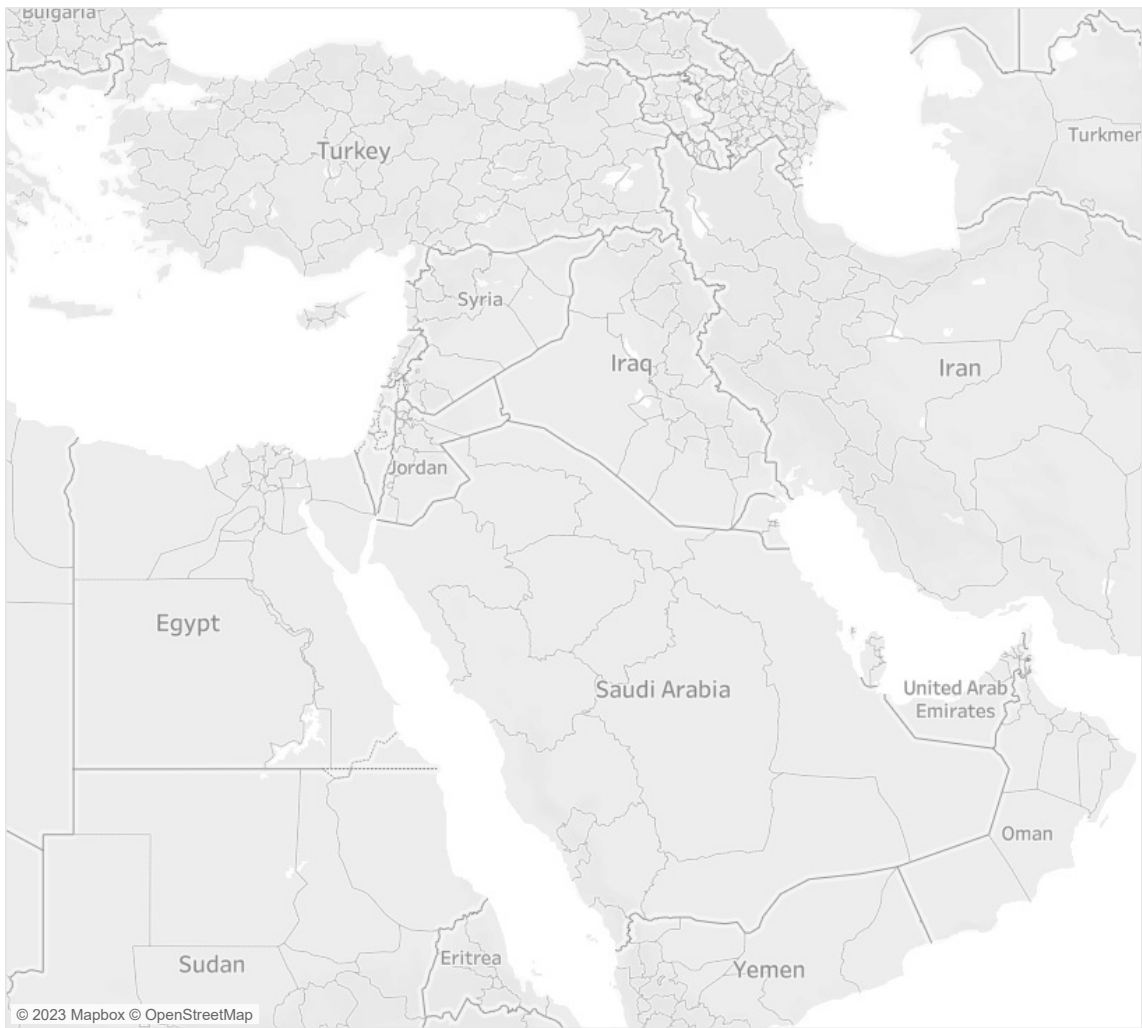 Bulgaria
Turkmer
Turkey
Syria
Iraq
Iran
Jordan
Egypt
Saudi Arabia
United Arab
Emirates
Oman
Eritrea
Sudan
Yemen
© 2023 Mapbox © OpenStreetMap